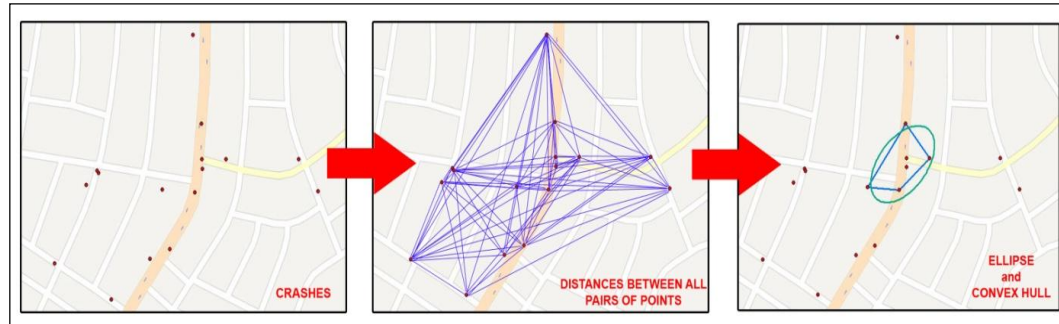 CRASHES
DISTANCES BETWEEN ALL
PAIRS OF POINTS
ELLIPSE
and
CONVEX HULL